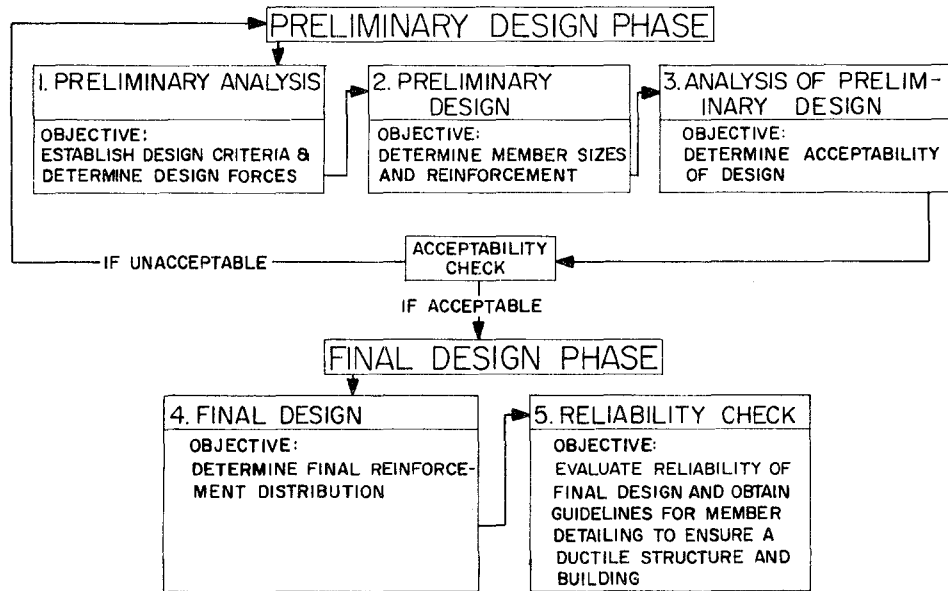 PRELIMINARY DESIGN PHASE
1. PRELIMINARY ANALYSIS
OBJECTIVE:
ESTABLISH DESIGN CRITERIA &
DETERMINE DESIGN FORCES
2. PRELIMINARY
DESIGN
OBJECTIVE:
DETERMINE MEMBER SIZES
AND REINFORCEMENT
3. ANALYSIS OF PRELIM-
INARY DESIGN
OBJECTIVE:
DETERMINE ACCEPTABILITY
OF DESIGN
IF UNACCEPTABLE
ACCEPTABILITY
CHECK
IF ACCEPTABLE
FINAL DESIGN PHASE
4. FINAL DESIGN
OBJECTIVE:
DETERMINE FINAL REINFORCE-
MENT DISTRIBUTION
5. RELIABILITY CHECK
OBJECTIVE:
EVALUATE RELIABILITY OF
FINAL DESIGN AND OBTAIN
GUIDELINES FOR MEMBER
DETAILING TO ENSURE A
DUCTILE STRUCTURE AND
BUILDING